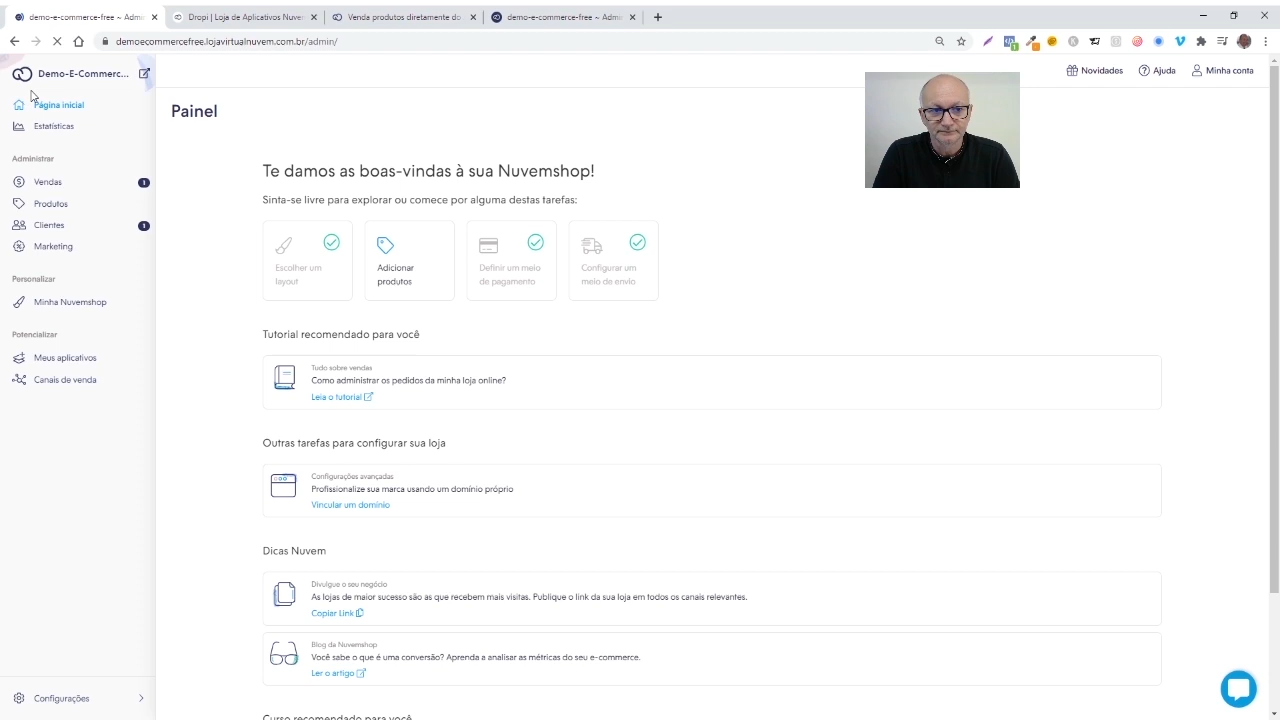 demo-e-commerce-free ~ Admi
Dropi | Loja de Aplicativos Nuvem
Venda produtos diretamente do
demo-e-commerce-free ~ Admin
demoecommercefree.lojavirtualnuvem.com.br/admin/
Demo-E-Commerc...
Novidades
Ajuda
Minha conta
Página inicial
Estatísticas
Administrar
Vendas
1
Produtos
Clientes
1
Marketing
Personalizar
Minha Nuvemshop
Potencializar
Meus aplicativos
Canais de venda
Configurações
Painel
Te damos as boas-vindas à sua Nuvemshop!
Sinta-se livre para explorar ou comece por alguma destas tarefas:
Escolher um
layout
Adicionar
produtos
Definir um meio
de pagamento
Configurar um
meio de envio
Tutorial recomendado para você
Tudo sobre vendas
Como administrar os pedidos da minha loja online?
Leia o tutorial
Outras tarefas para configurar sua loja
Configurações avançadas
Profissionalize sua marca usando um domínio próprio
Vincular um domínio
Dicas Nuvem
Divulgue o seu negócio
As lojas de maior sucesso são as que recebem mais visitas. Publique o link da sua loja em todos os canais relevantes.
Copiar Link
Blog da Nuvemshop
Você sabe o que é uma conversão? Aprenda a analisar as métricas do seu e-commerce.
Ler o artigo
Curso recomendado para você